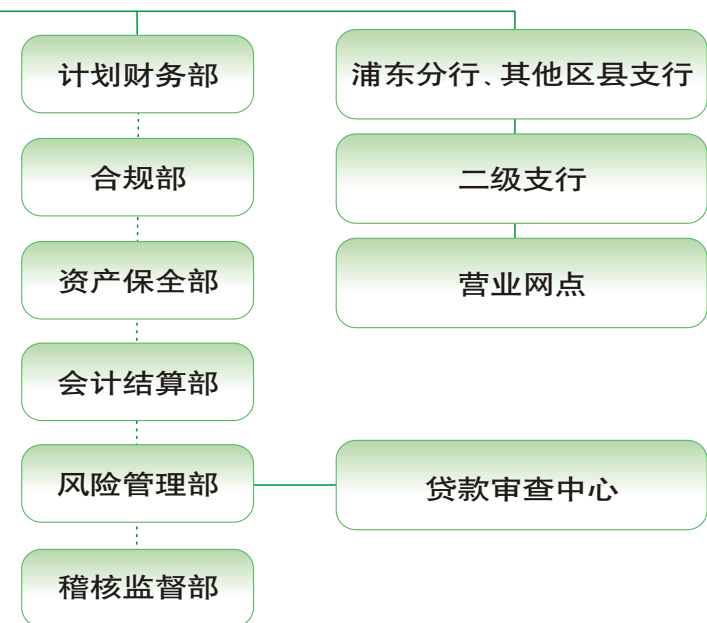 计划财务部
合规部
资产保全部
会计结算部
风险管理部
稽核监督部
浦东分行、其他区县支行
二级支行
营业网点
贷款审查中心